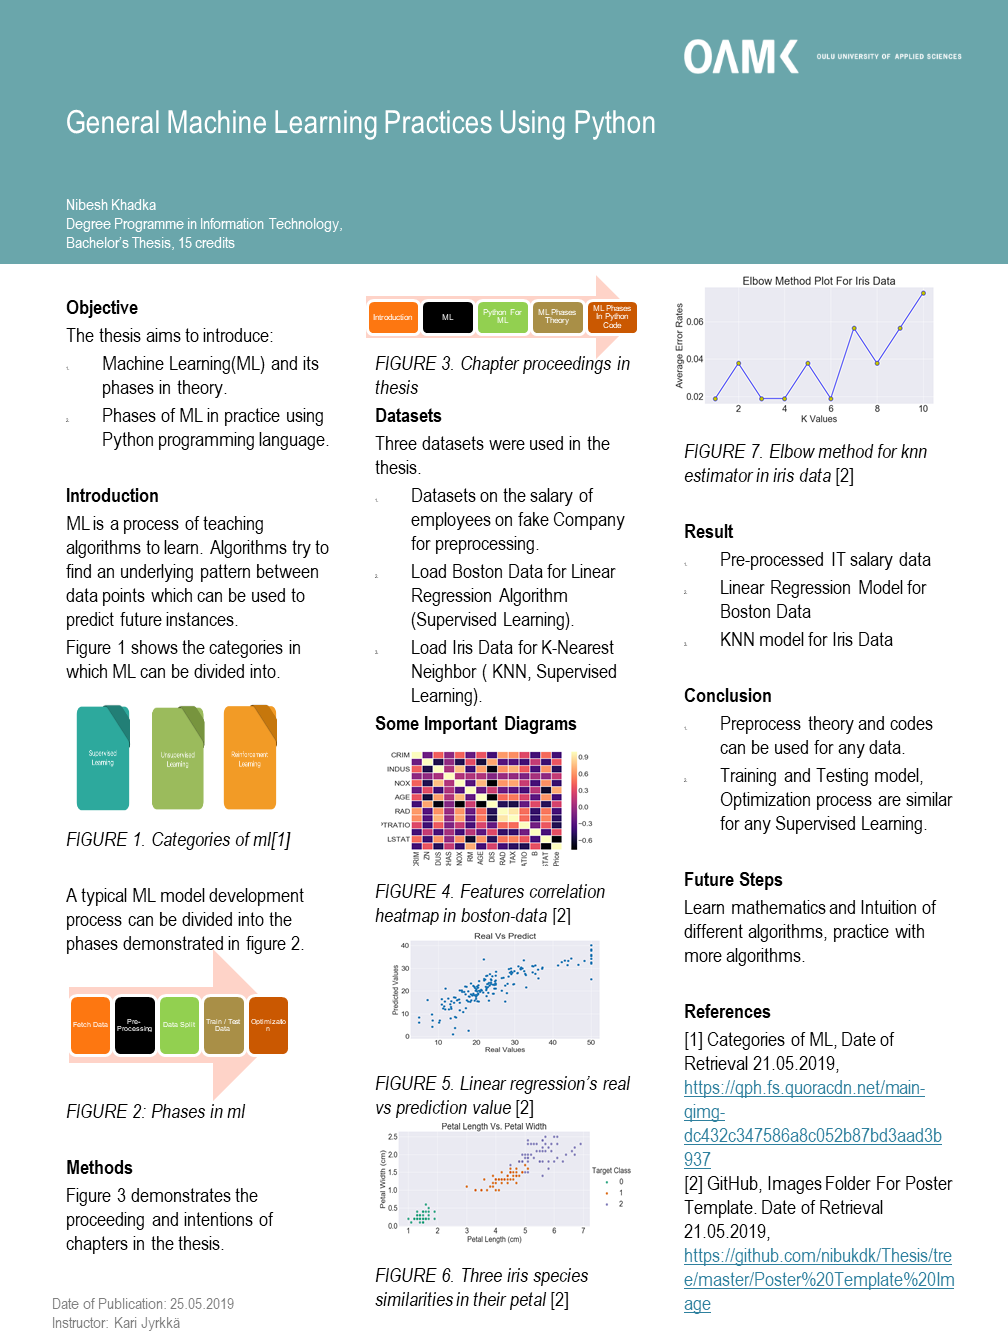 OAMK
OULU UNIVERSITY OF APPLIED SCIENCES
General Machine Learning Practices Using Python
Nibesh Khadka
Degree Programme in Information Technology,
Bachelor's Thesis, 15 credits
Objective
The thesis aims to introduce:
1. Machine Learning(ML) and its
phases in theory.
2. Phases of ML in practice using
Python programming language.
Introduction
ML is a process of teaching
algorithms to learn. Algorithms try to
find an underlying pattern between
data points which can be used to
predict future instances.
Figure 1 shows the categories in
which ML can be divided into.
Supervised
Learning
Unsupervised
Learning
Reinforcement
Learning
FIGURE 1. Categories of ml[1]
A typical ML model development
process can be divided into the
phases demonstrated in figure 2.
Fetch Data
Pre-
Processing
Data Split
Train / Test
Data
Optimizatio
n
FIGURE 2: Phases in ml
Methods
Figure 3 demonstrates the
proceeding and intentions of
chapters in the thesis.
Introduction
ML
Python For
ML
ML Phases
Theory
ML Phases
In Python
Code
FIGURE 3. Chapter proceedings in
thesis
Datasets
Three datasets were used in the
thesis.
1. Datasets on the salary of
employees on fake Company
for preprocessing.
2. Load Boston Data for Linear
Regression Algorithm
(Supervised Learning).
3. Load Iris Data for K-Nearest
Neighbor ( KNN, Supervised
Learning).
Some Important Diagrams
CRIM
INDUS
NOX
AGE
RAD
PTRATIO
LSTAT
CRIM ZN DUS CHAS NOX RM AGE DIS RAD TAX ATIO B STAT Price
0.9
0.6
0.3
0.0
−0.3
−0.6
FIGURE 4. Features correlation
heatmap in boston-data [2]
Real Vs Predict
Predicted Values
40
30
20
10
0
10 20 30 40 50
Real Values
FIGURE 5. Linear regression's real
vs prediction value [2]
Petal Length Vs. Petal Width
Petal Width (cm)
2.5
2.0
1.5
1.0
0.5
0.0
1 2 3 4 5 6 7
Petal Length (cm)
Target Class
0
1
2
FIGURE 6. Three iris species
similarities in their petal [2]
Elbow Method Plot For Iris Data
Average Error Rates
0.06
0.04
0.02
2 4 6 8 10
K Values
FIGURE 7. Elbow method for knn
estimator in iris data [2]
Result
1. Pre-processed IT salary data
2. Linear Regression Model for
Boston Data
3. KNN model for Iris Data
Conclusion
1. Preprocess theory and codes
can be used for any data.
2. Training and Testing model,
Optimization process are similar
for any Supervised Learning.
Future Steps
Learn mathematics and Intuition of
different algorithms, practice with
more algorithms.
References
[1] Categories of ML, Date of
Retrieval 21.05.2019,
https://qph.fs.quoracdn.net/main-
qimg-
dc432c347586a8c052b87bd3aad3b
937
[2] GitHub, Images Folder For Poster
Template. Date of Retrieval
21.05.2019,
https://github.com/nibukdk/Thesis/tre
e/master/Poster%20Template%20Im
age
Date of Publication: 25.05.2019
Instructor: Kari Jyrkkä